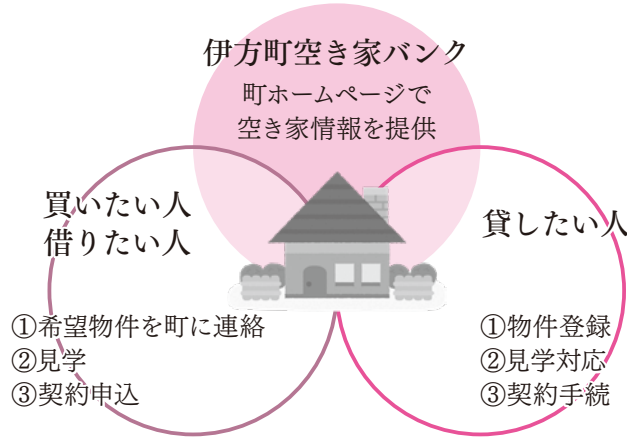 伊方町空き家バンク
町ホームページで
空き家情報を提供
買いたい人
借りたい人
①希望物件を町に連絡
②見学
③契約申込
貸したい人
①物件登録
②見学対応
③契約手続